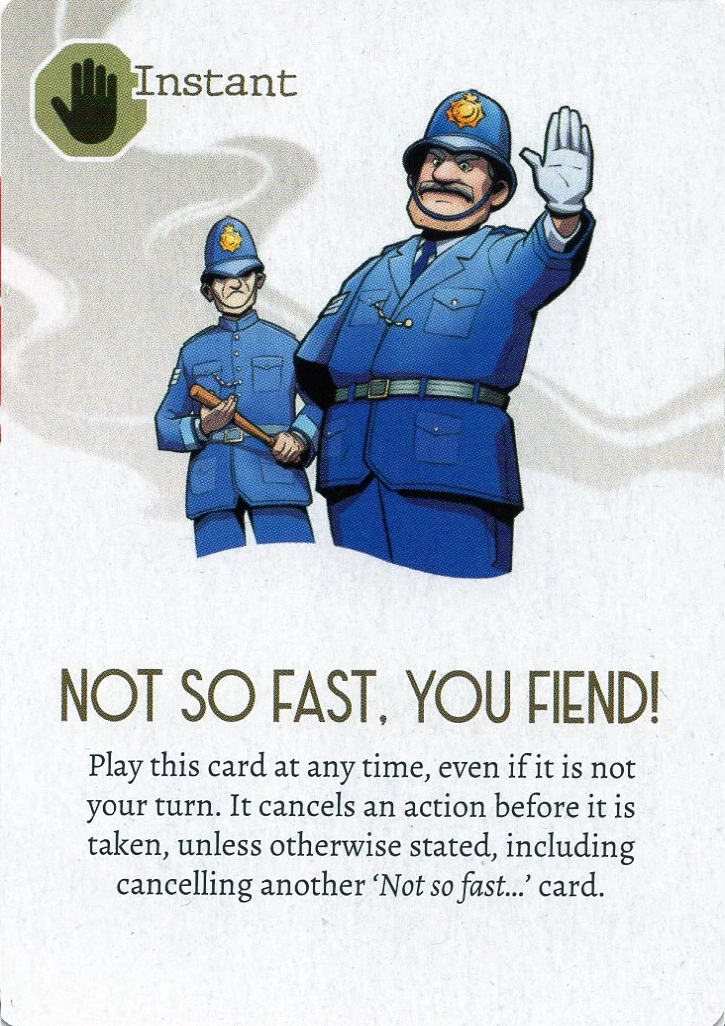 Instant
NOT SO FAST, YOU FIEND!
Play this card at any time, even if it is not
your turn. It cancels an action before it is
taken, unless otherwise stated, including
cancelling another ‘Not so fast...’ card.